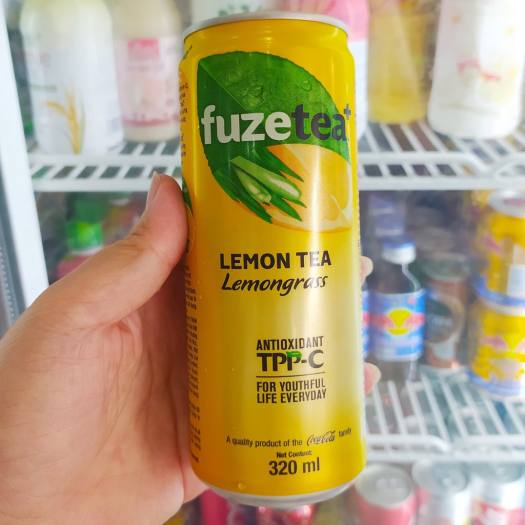 fuzetea+
LEMON TEA
Lemongrass
ANTIOXIDANT
TPP-C
FOR YOUTHFUL
LIFE EVERYDAY
A quality product of the Coca-Cola family
Net Content:
320 ml